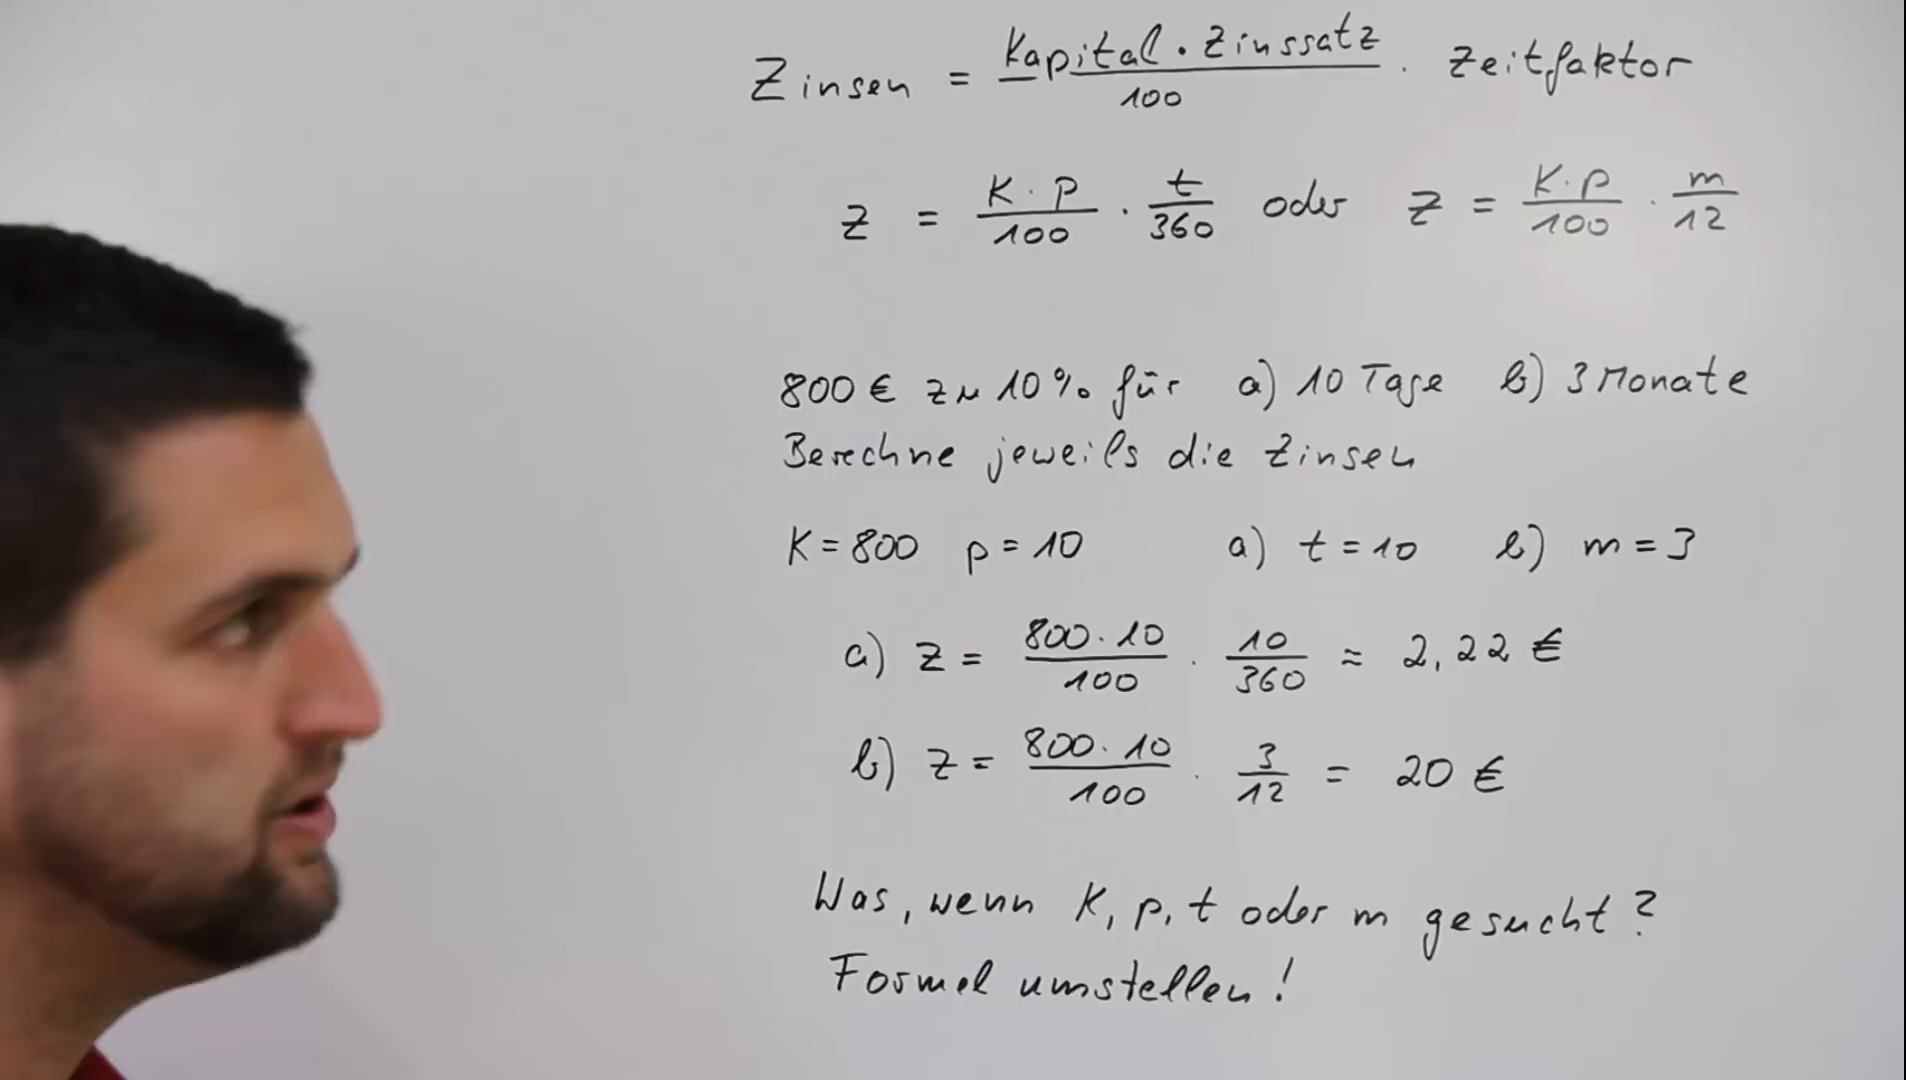 Zinsen = Kapital · Zinssatz / 100 · Zeitfaktor
Z = K · p / 100 · t / 360 oder Z = K · p / 100 · m / 12
800 € zu 10 % für a) 10 Tage b) 3 Monate
Berechne jeweils die Zinsen
K = 800 p = 10 a) t = 10 b) m = 3
a) Z = 800 · 10 / 100 · 10 / 360 ≈ 2,22 €
b) Z = 800 · 10 / 100 · 3 / 12 = 20 €
Was, wenn K, p, t oder m gesucht?
Formel umstellen!